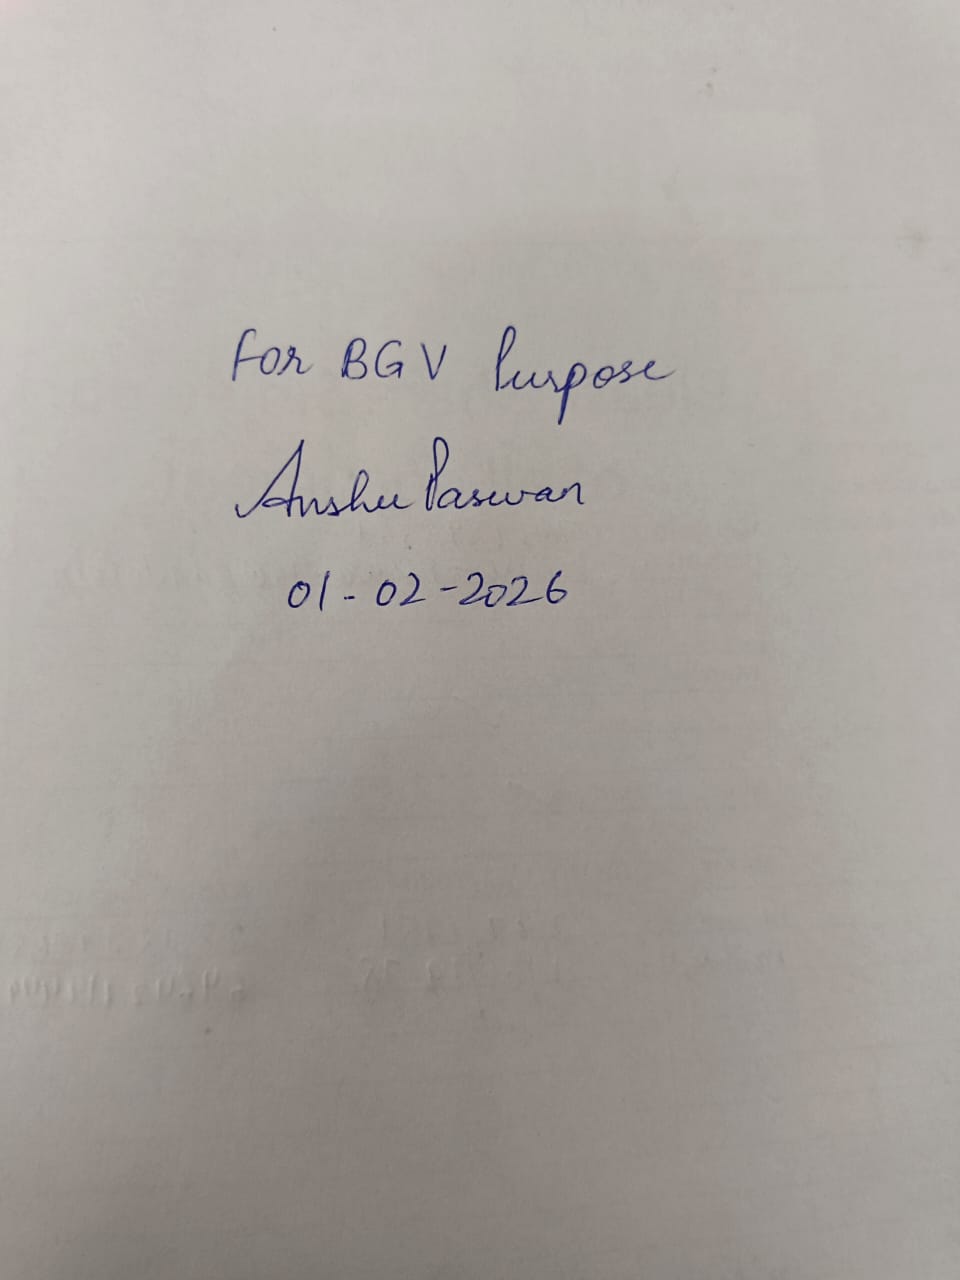 For BGV Purpose
Anshu Paswan
01-02-2026